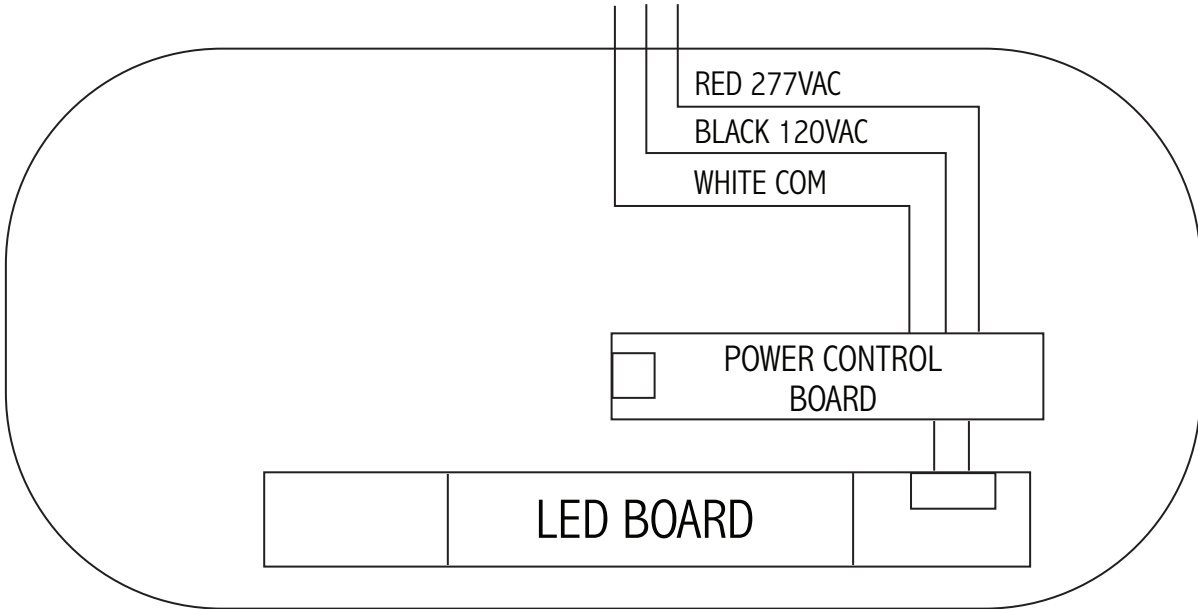 RED 277VAC
BLACK 120VAC
WHITE COM
POWER CONTROL
BOARD
LED BOARD